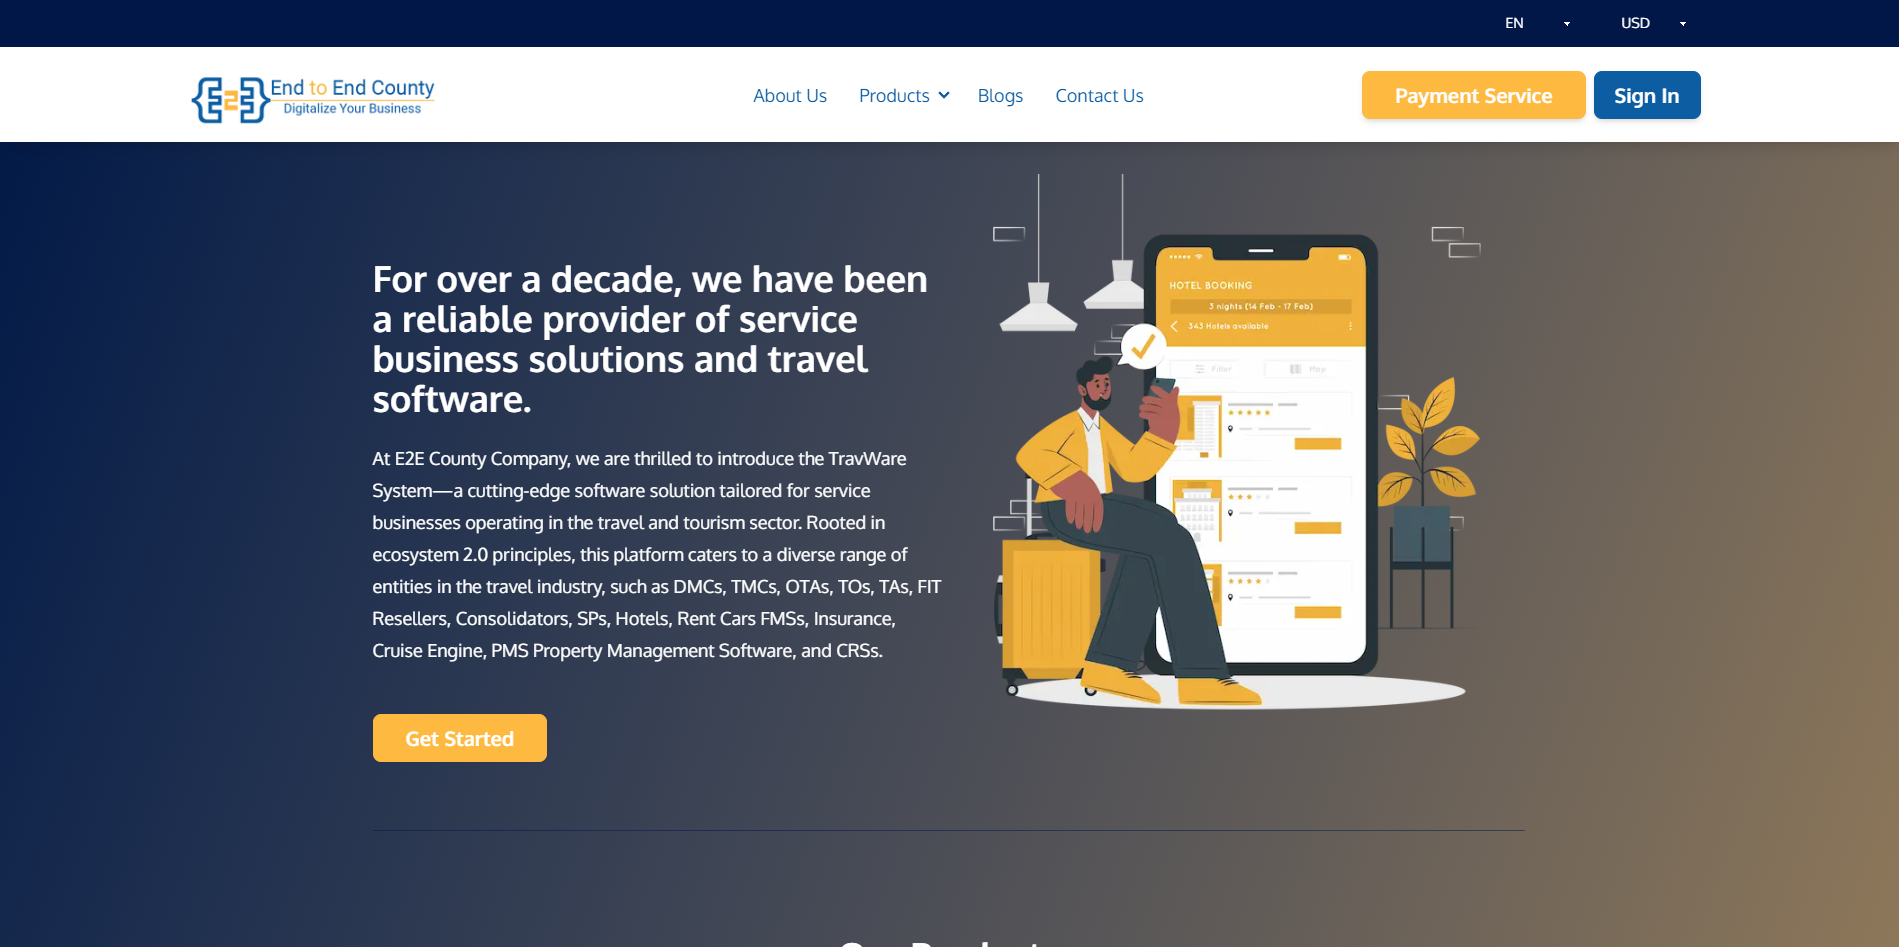 EN
USD
{E2E} End to End County
Digitalize Your Business
About Us
Products
Blogs
Contact Us
Payment Service
Sign In
For over a decade, we have been
a reliable provider of service
business solutions and travel
software.
At E2E County Company, we are thrilled to introduce the TravWare
System—a cutting-edge software solution tailored for service
businesses operating in the travel and tourism sector. Rooted in
ecosystem 2.0 principles, this platform caters to a diverse range of
entities in the travel industry, such as DMCs, TMCs, OTAs, TOs, TAs, FIT
Resellers, Consolidators, SPs, Hotels, Rent Cars FMSs, Insurance,
Cruise Engine, PMS Property Management Software, and CRSs.
Get Started
HOTEL BOOKING
3 nights (14 Feb - 17 Feb)
343 Hotels available
Filter
Map